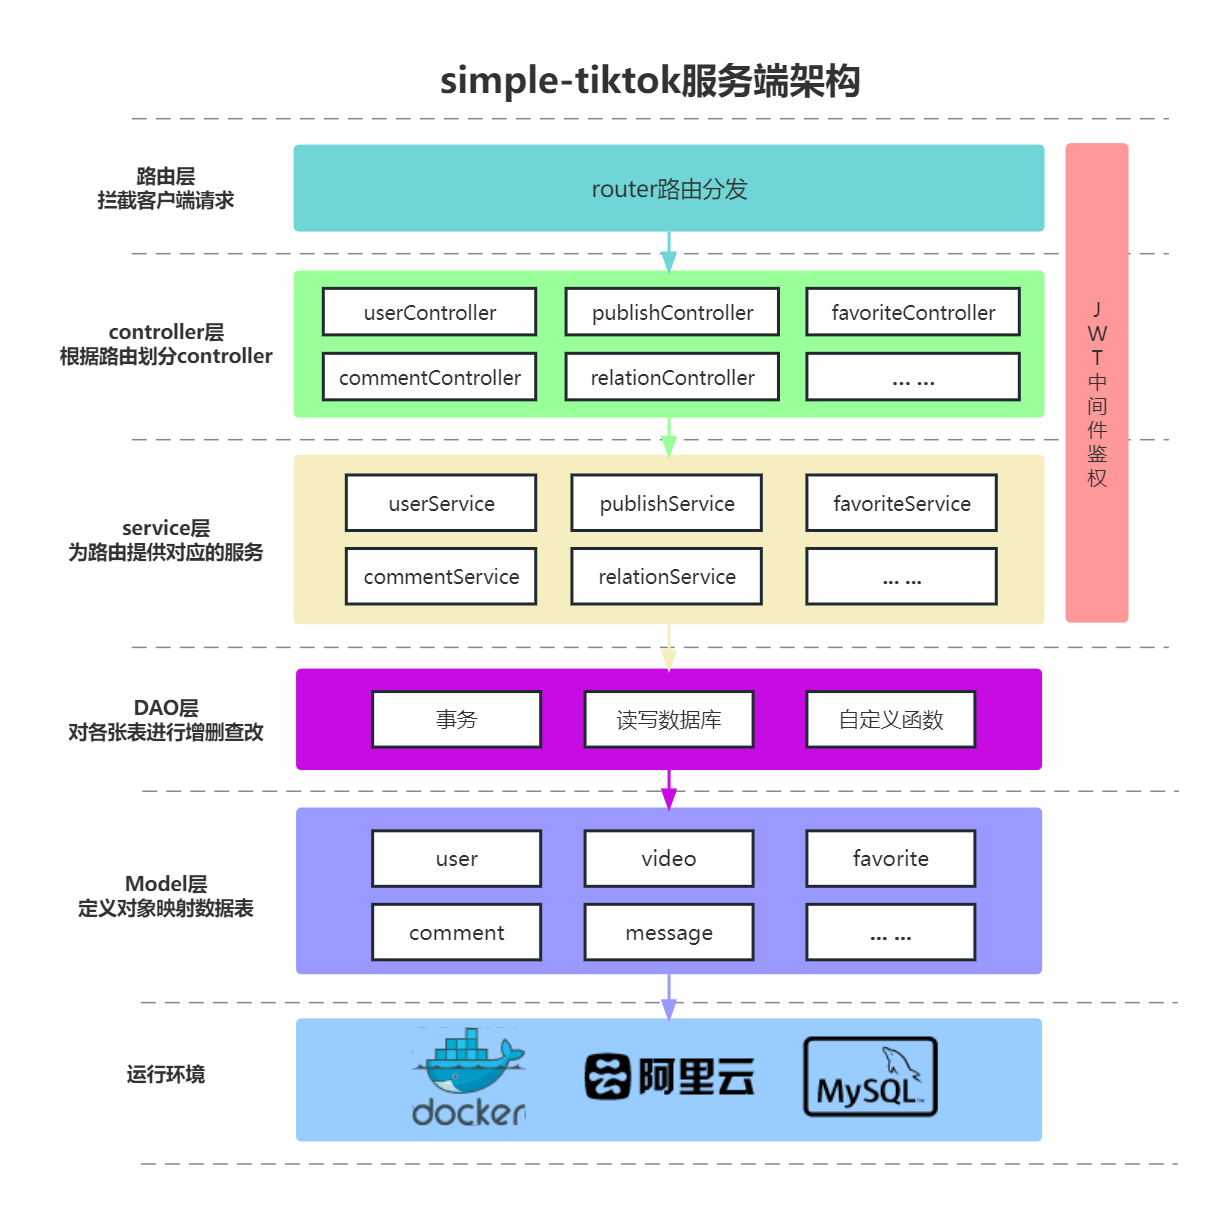 simple-tiktok服务端架构
路由层
拦截客户端请求
router路由分发
controller层
根据路由划分controller
userController
publishController
favoriteController
commentController
relationController
... ...
service层
为路由提供对应的服务
userService
publishService
favoriteService
commentService
relationService
... ...
J
W
T
中
间
件
鉴
权
DAO层
对各张表进行增删查改
事务
读写数据库
自定义函数
Model层
定义对象映射数据表
user
video
favorite
comment
message
... ...
运行环境
docker
阿里云
MySQL